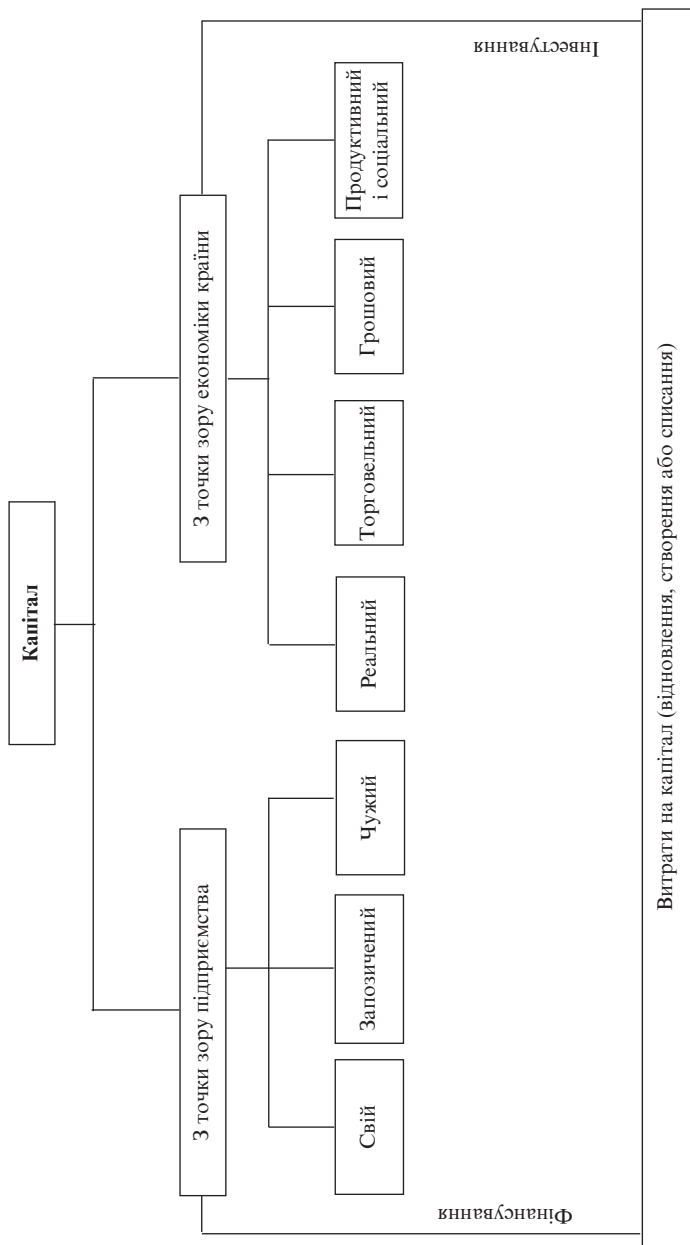 Капітал
З точки зору підприємства
З точки зору економіки країни
Свій
Запозичений
Чужий
Реальний
Торговельний
Грошовий
Продуктивний
і соціальний
Фінансування
Інвестування
Витрати на капітал (відновлення, створення або списання)